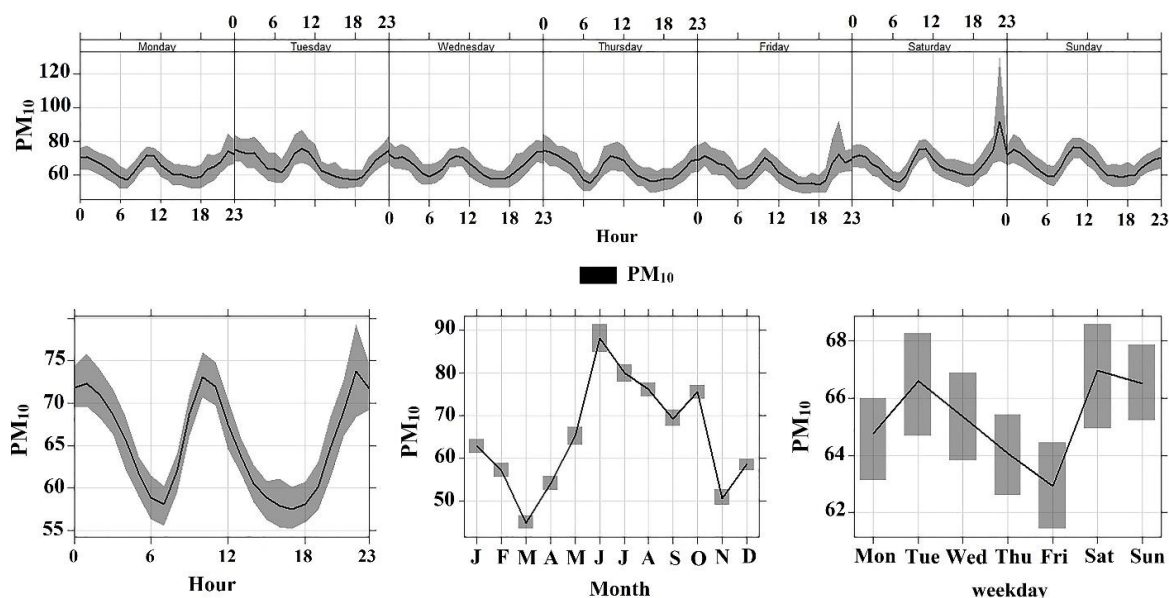 0 6 12 18 23 0 6 12 18 23 0 6 12 18 23
Monday Tuesday Wednesday Thursday Friday Saturday Sunday
PM₁₀
120
100
80
60
0 6 12 18 23 0 6 12 18 23 0 6 12 18 23 0 6 12 18 23
Hour
PM₁₀
PM₁₀
75
70
65
60
55
0 6 12 18 23
Hour
PM₁₀
90
80
70
60
50
J F M A M J J A S O N D
Month
PM₁₀
68
66
64
62
Mon Tue Wed Thu Fri Sat Sun
weekday